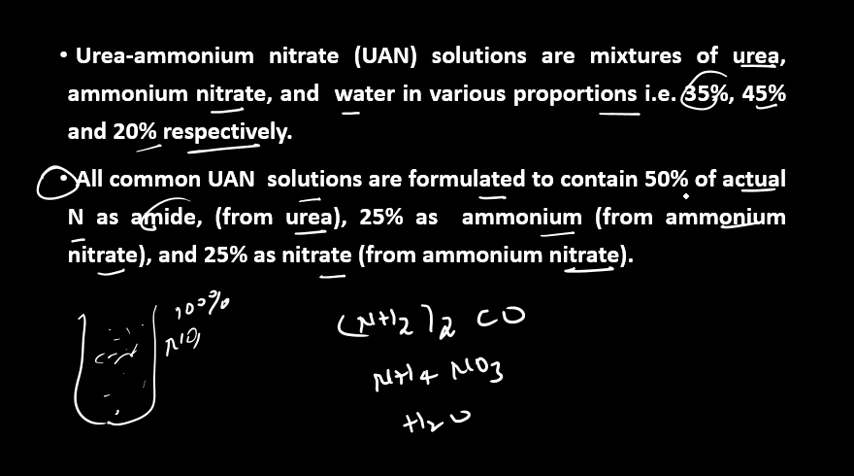 • Urea-ammonium nitrate (UAN) solutions are mixtures of urea,
ammonium nitrate, and water in various proportions i.e. 35%, 45%
and 20% respectively.
• All common UAN solutions are formulated to contain 50% of actual
N as amide, (from urea), 25% as ammonium (from ammonium
nitrate), and 25% as nitrate (from ammonium nitrate).
100%
(NH2)2 CO
NH4 NO3
H2O